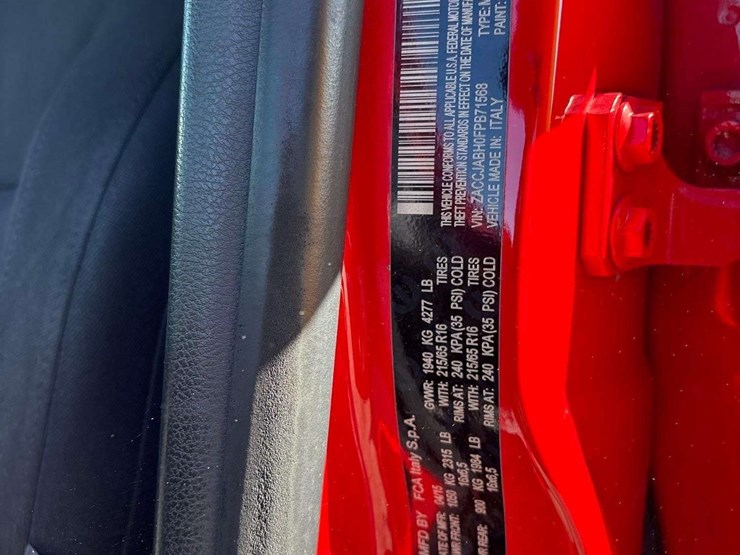 MFD BY FCA Italy S.p.A.
DATE OF MFR: 04/15 GVWR: 1940 KG 4277 LB
FRONT: 1050 KG 2315 LB WITH: 215/65 R16 TIRES
16x6,5 RIMS AT: 240 KPA(35 PSI) COLD
REAR: 900 KG 1984 LB WITH: 215/65 R16 TIRES
16x6,5 RIMS AT: 240 KPA (35 PSI) COLD
THIS VEHICLE CONFORMS TO ALL APPLICABLE U.S.A. FEDERAL MOTOR
THEFT PREVENTION STANDARDS IN EFFECT ON THE DATE OF MANUF
VIN: ZACCJABH0FPB71568 TYPE:
VEHICLE MADE IN: ITALY PAINT: